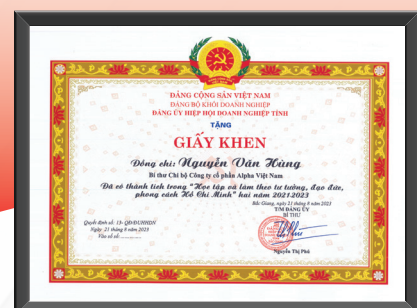 ĐẢNG CỘNG SẢN VIỆT NAM
ĐẢNG BỘ KHỐI DOANH NGHIỆP
ĐẢNG ỦY HIỆP HỘI DOANH NGHIỆP TỈNH
TẶNG
GIẤY KHEN
Đồng chí: Nguyễn Văn Hùng
Bí thư Chi bộ Công ty cổ phần Alpha Việt Nam
Đã có thành tích trong "Học tập và làm theo tư tưởng, đạo đức,
phong cách Hồ Chí Minh" hai năm 2021-2023
Bắc Giang, ngày 21 tháng 8 năm 2023
T/M ĐẢNG ỦY
BÍ THƯ
Quyết định số: 13- QĐ/ĐUHHDN
Ngày 21 tháng 8 năm 2023
Vào sổ số:
Nguyễn Thị Phú